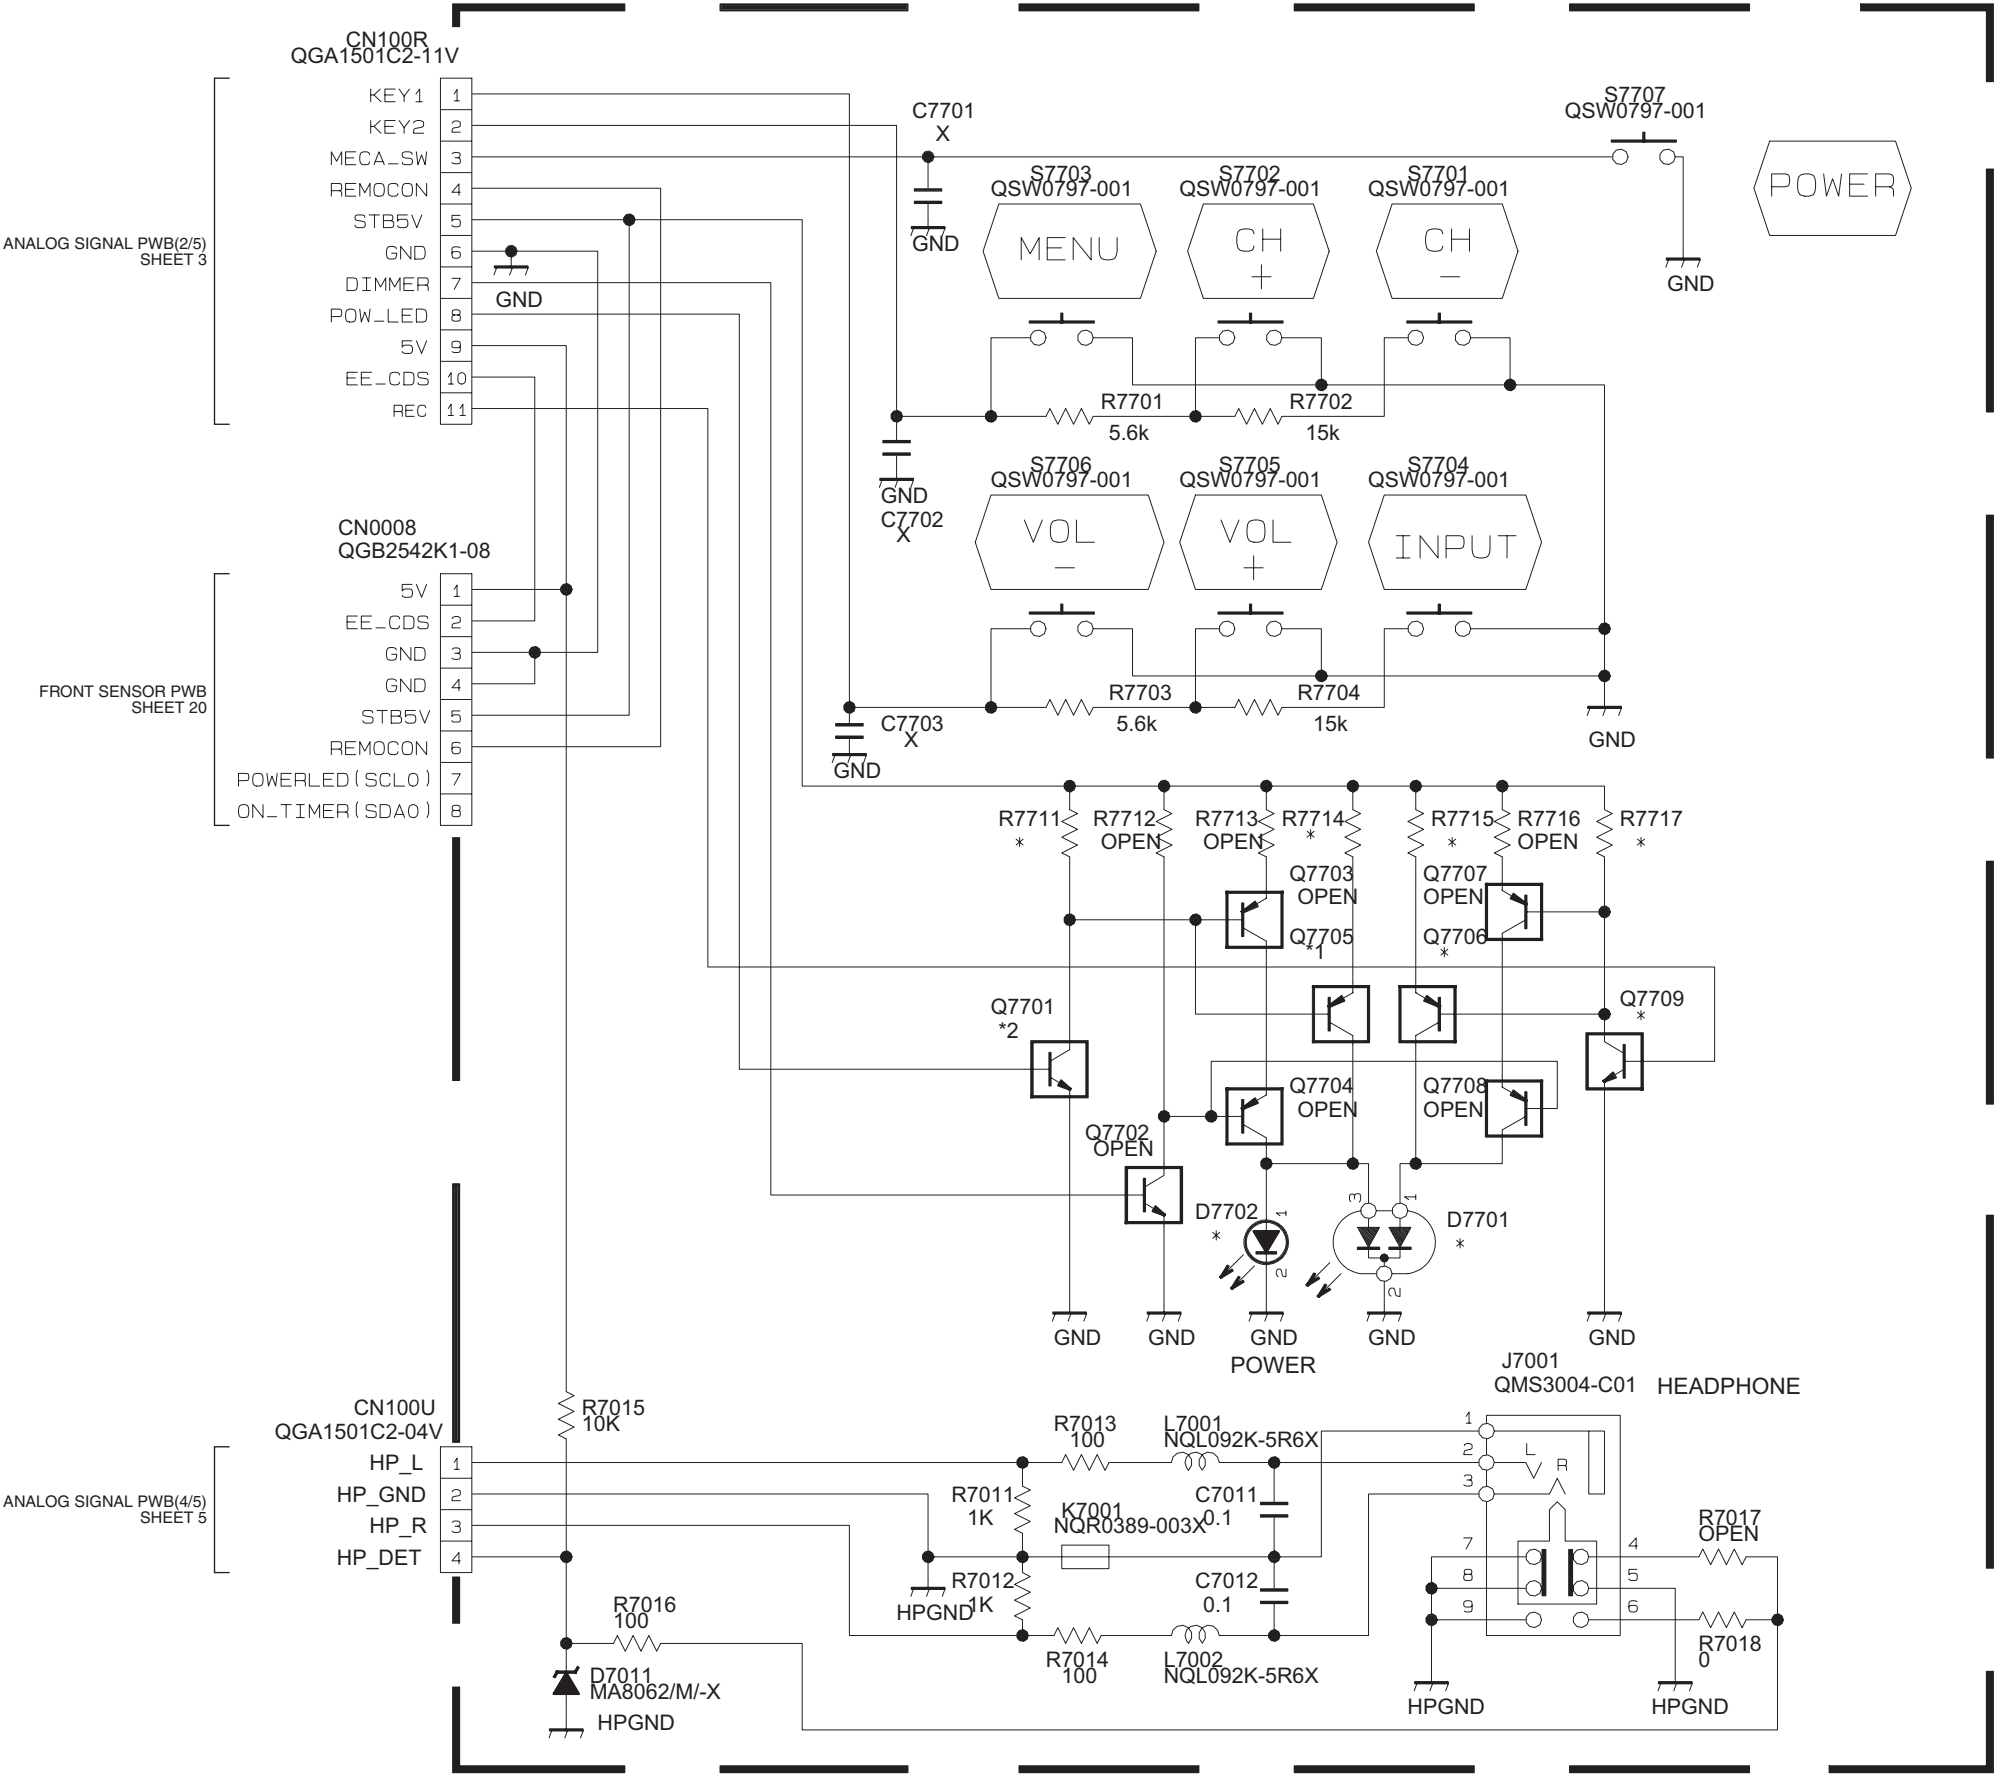 CN100R
QGA1501C2-11V
KEY1 1
KEY2 2
MECA_SW 3
REMOCON 4
STB5V 5
GND 6
DIMMER 7
POW_LED 8
5V 9
EE_CDS 10
REC 11
ANALOG SIGNAL PWB(2/5)
SHEET 3
GND
C7701
X
GND
S7707
QSW0797-001
POWER
GND
S7703
QSW0797-001
MENU
S7702
QSW0797-001
CH
+
S7701
QSW0797-001
CH
-
R7701
5.6k
R7702
15k
GND
C7702
X
S7706
QSW0797-001
VOL
-
S7705
QSW0797-001
VOL
+
S7704
QSW0797-001
INPUT
R7703
5.6k
R7704
15k
C7703
X
GND
GND
CN0008
QGB2542K1-08
5V 1
EE_CDS 2
GND 3
GND 4
STB5V 5
REMOCON 6
POWERLED(SCL0) 7
ON_TIMER(SDA0) 8
FRONT SENSOR PWB
SHEET 20
R7711
*
R7712
OPEN
R7713
OPEN
R7714
*
R7715
*
R7716
OPEN
R7717
*
Q7703
OPEN
Q7707
OPEN
Q7705
*1
Q7706
*
Q7701
*2
Q7709
*
Q7704
OPEN
Q7708
OPEN
Q7702
OPEN
D7702
*
1
2
3
1
2
D7701
*
GND
GND
GND
POWER
GND
GND
CN100U
QGA1501C2-04V
HP_L 1
HP_GND 2
HP_R 3
HP_DET 4
ANALOG SIGNAL PWB(4/5)
SHEET 5
R7015
10K
R7016
100
D7011
MA8062/M/-X
HPGND
R7013
100
L7001
NQL092K-5R6X
R7011
1K
K7001
NQR0389-003X
C7011
0.1
R7012
1K
HPGND
C7012
0.1
R7014
100
L7002
NQL092K-5R6X
J7001
QMS3004-C01
HEADPHONE
1
2
3
L
R
7
8
9
4
5
6
R7017
OPEN
R7018
0
HPGND
HPGND